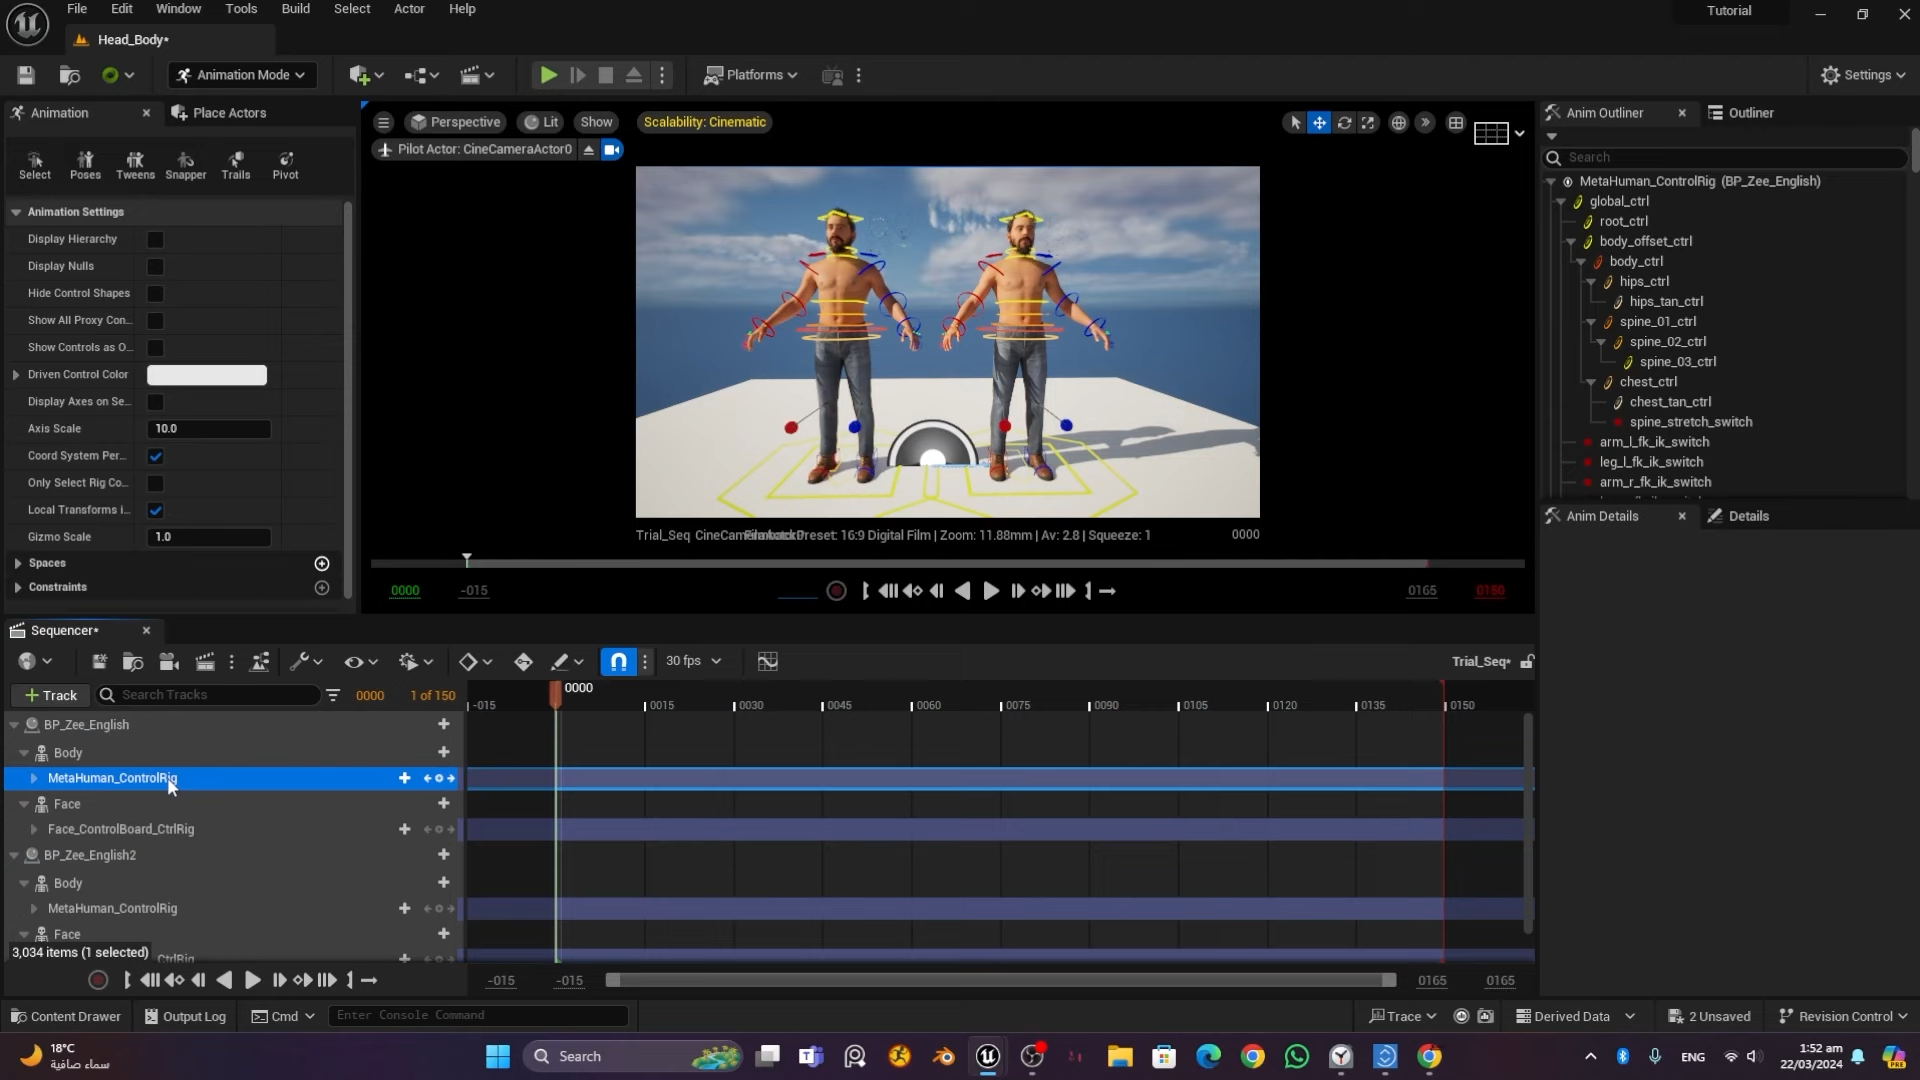 File Edit Window Tools Build Select Actor Help
Tutorial
Head_Body*
Animation Mode
Platforms
Settings
Animation
Place Actors
Perspective
Lit
Show
Scalability: Cinematic
Pilot Actor: CineCameraActor0
Select Poses Tweens Snapper Trails Pivot
Animation Settings
Display Hierarchy
Display Nulls
Hide Control Shapes
Show All Proxy Con...
Show Controls as O...
Driven Control Color
Display Axes on Se...
Axis Scale 10.0
Coord System Per...
Only Select Rig Co...
Local Transforms i...
Gizmo Scale 1.0
Spaces
Constraints
Trial_Seq Preset: 16:9 Digital Film | Zoom: 11.88mm | Av: 2.8 | Squeeze: 1 0000
0000 -015 0165 0150
Anim Outliner
Outliner
Search
MetaHuman_ControlRig (BP_Zee_English)
global_ctrl
root_ctrl
body_offset_ctrl
body_ctrl
hips_ctrl
hips_tan_ctrl
spine_01_ctrl
spine_02_ctrl
spine_03_ctrl
chest_ctrl
chest_tan_ctrl
spine_stretch_switch
arm_l_fk_ik_switch
leg_l_fk_ik_switch
arm_r_fk_ik_switch
Anim Details
Details
Sequencer*
30 fps
Trial_Seq*
Track
Search Tracks
0000 1 of 150
0000
-015 0015 0030 0045 0060 0075 0090 0105 0120 0135 0150
BP_Zee_English
Body
MetaHuman_ControlRig
Face
Face_ControlBoard_CtrlRig
BP_Zee_English2
Body
MetaHuman_ControlRig
Face
3,034 items (1 selected)
CtrlRig
-015 -015 0165 0165
Content Drawer
Output Log
Cmd
Enter Console Command
Trace
Derived Data
2 Unsaved
Revision Control
18°C
سماء صافية
Search
ENG
1:52 am
22/03/2024
PRE